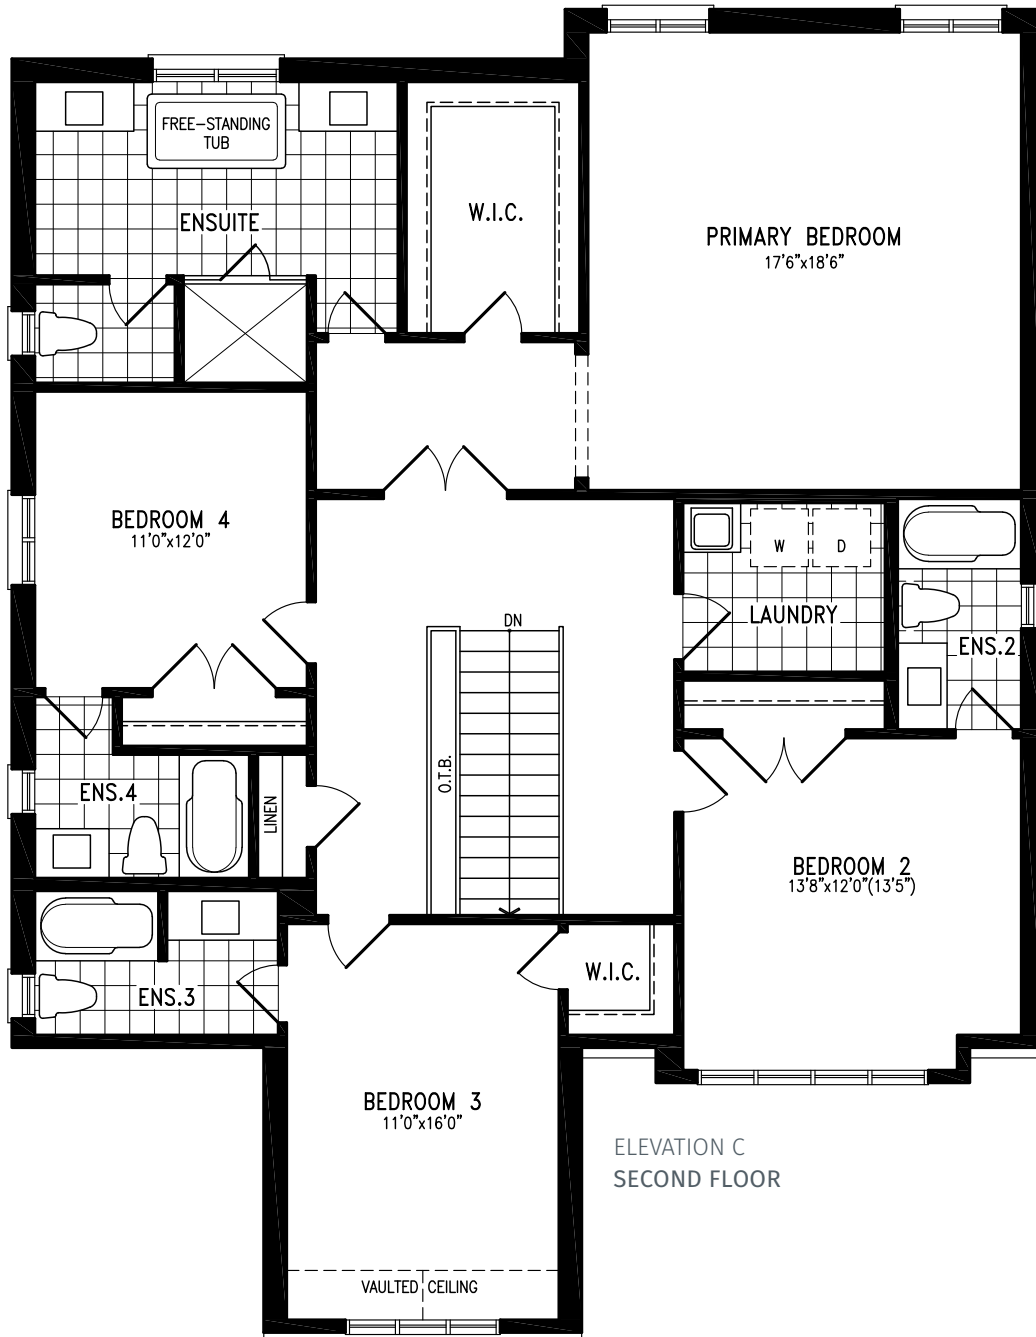 FREE-STANDING
TUB
ENSUITE
W.I.C.
PRIMARY BEDROOM
17'6"x18'6"
BEDROOM 4
11'0"x12'0"
W
D
LAUNDRY
DN
ENS.2
O.T.B.
ENS.4
LINEN
BEDROOM 2
13'8"x12'0"(13'5")
W.I.C.
ENS.3
BEDROOM 3
11'0"x16'0"
ELEVATION C
SECOND FLOOR
VAULTED CEILING